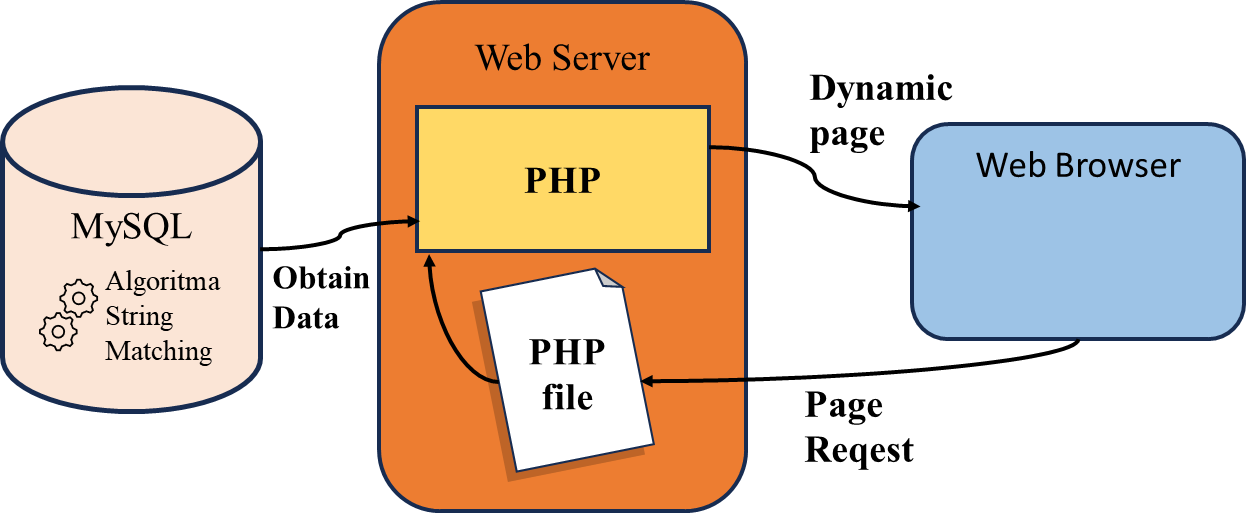 Web Server
PHP
Dynamic
page
Web Browser
MySQL
Algoritma
String
Matching
Obtain
Data
PHP
file
Page
Reqest